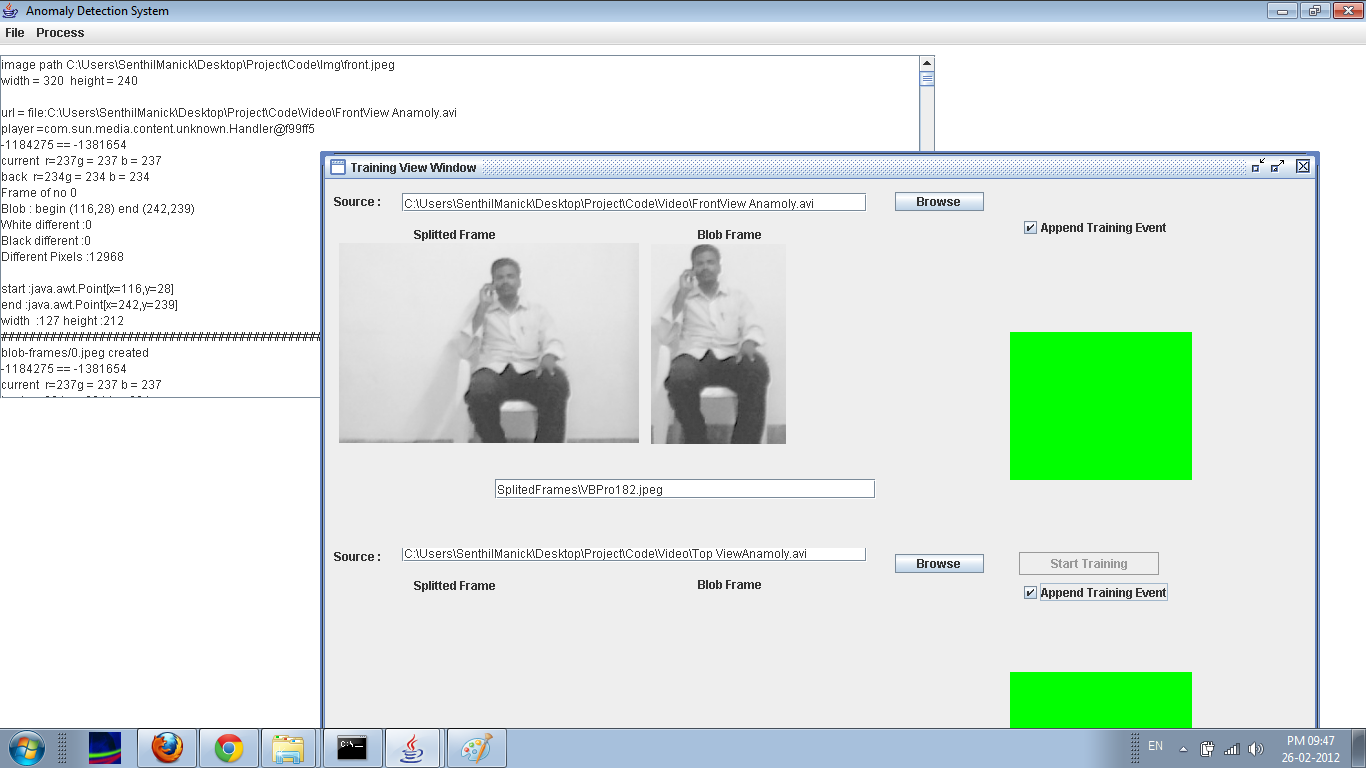 Anomaly Detection System
File Process
image path C:\Users\SenthilManick\Desktop\Project\Code\Img\front.jpeg
width = 320 height = 240
url = file:C:\Users\SenthilManick\Desktop\Project\Code\Video\FrontView Anamoly.avi
player =com.sun.media.content.unknown.Handler@f99ff5
-1184275 == -1381654
current r=237g = 237 b = 237
back r=234g = 234 b = 234
Frame of no 0
Blob : begin (116,28) end (242,239)
White different :0
Black different :0
Different Pixels :12968
start :java.awt.Point[x=116,y=28]
end :java.awt.Point[x=242,y=239]
width :127 height :212
blob-frames/0.jpeg created
-1184275 == -1381654
current r=237g = 237 b = 237
Training View Window
Source : C:\Users\SenthilManick\Desktop\Project\Code\Video\FrontView Anamoly.avi Browse
Append Training Event
Splitted Frame Blob Frame
SplitedFrames\VBPro182.jpeg
Source : C:\Users\SenthilManick\Desktop\Project\Code\Video\Top ViewAnamoly.avi Browse Start Training
Splitted Frame Blob Frame
Append Training Event
C:\
EN PM 09:47
26-02-2012